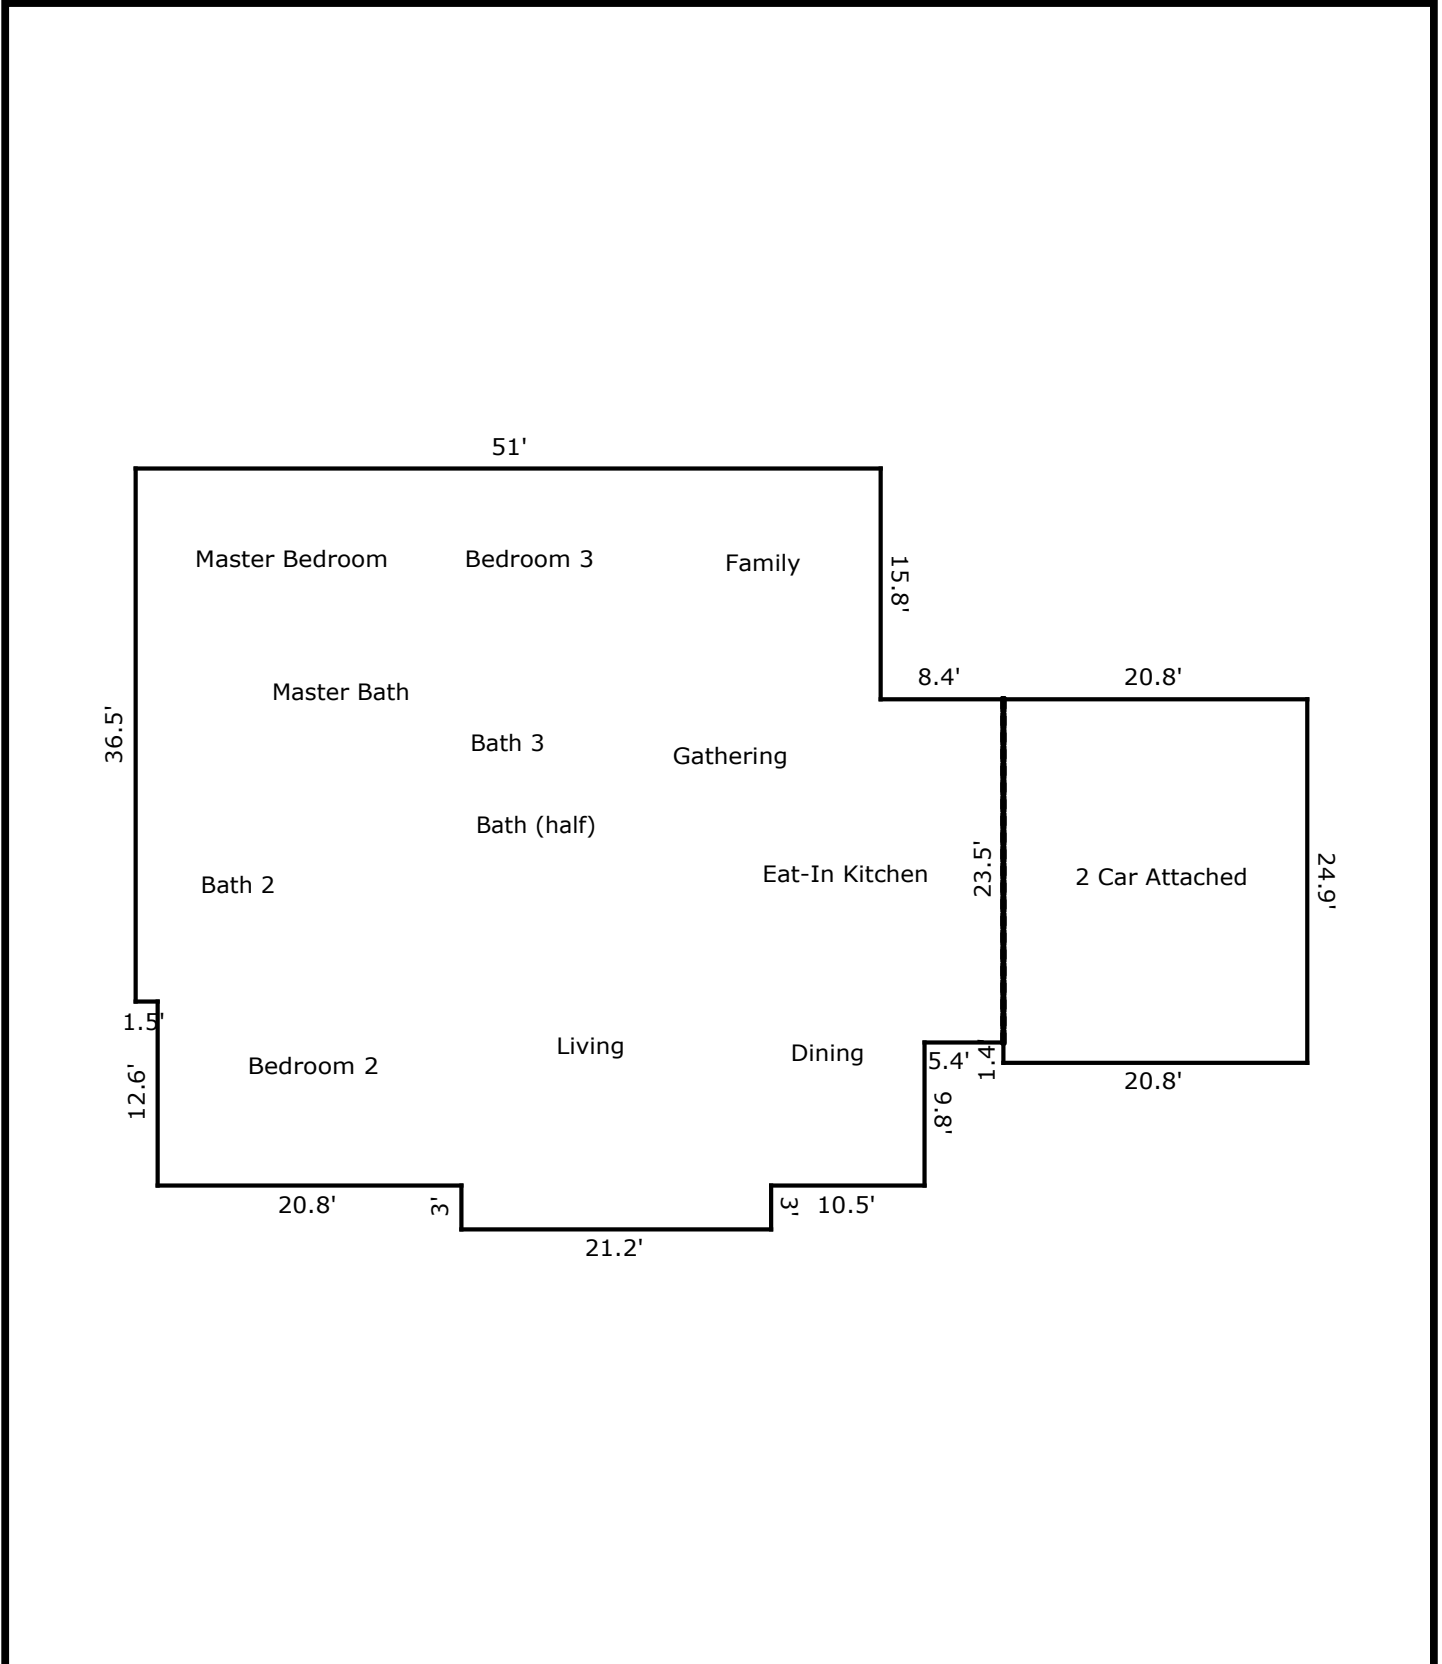 51'
Master Bedroom
Bedroom 3
Family
15.8'
8.4'
20.8'
Master Bath
36.5'
Bath 3
Gathering
Bath (half)
Eat-In Kitchen
23.5'
2 Car Attached
24.9'
Bath 2
1.5'
Living
Dining
5.4'
1.4'
Bedroom 2
12.6'
9.8'
20.8'
20.8'
3'
3'
10.5'
21.2'